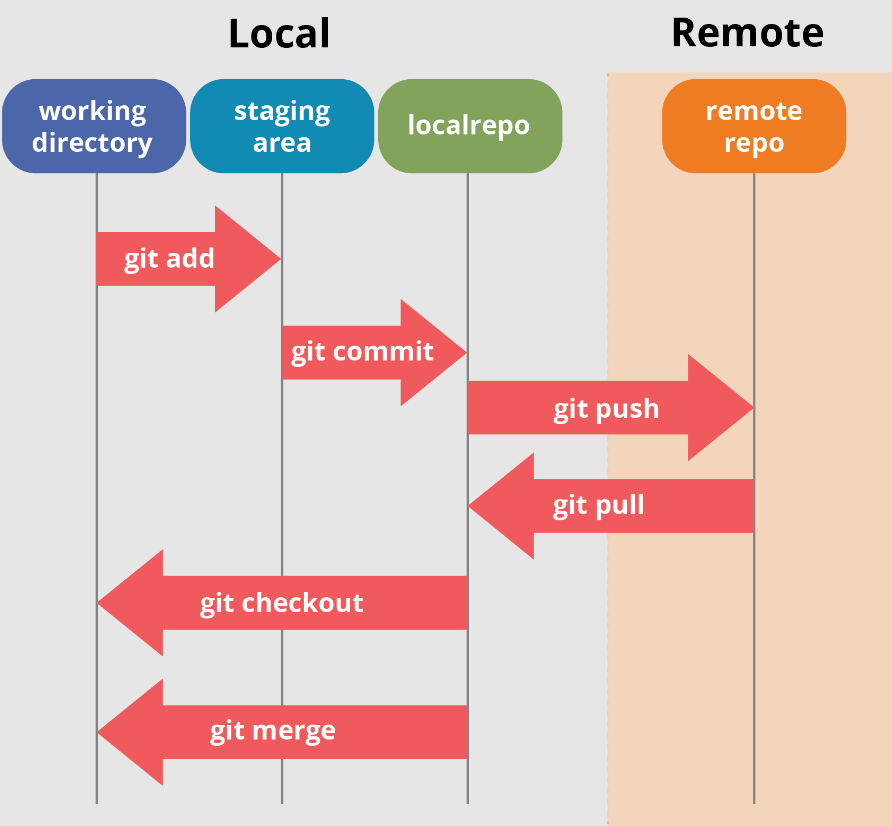 Local
Remote
working
directory
staging
area
localrepo
remote
repo
git add
git commit
git push
git pull
git checkout
git merge